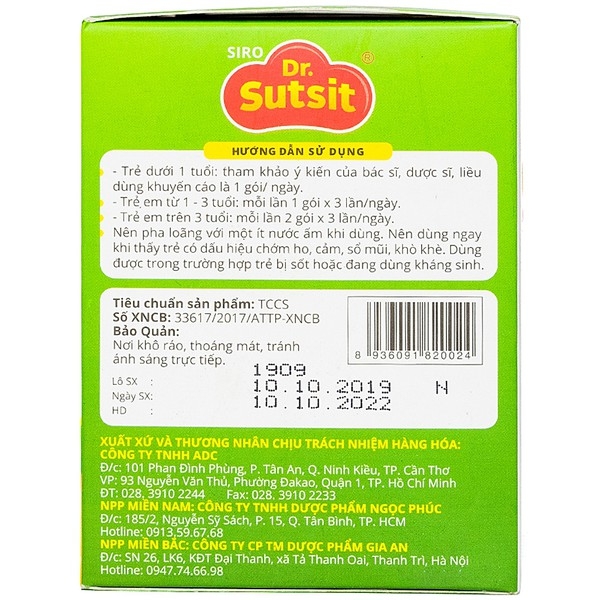 SIRO
Dr.
Sutsit
®
HƯỚNG DẪN SỬ DỤNG
- Trẻ dưới 1 tuổi: tham khảo ý kiến của bác sĩ, dược sĩ, liều
dùng khuyến cáo là 1 gói/ ngày.
- Trẻ em từ 1 - 3 tuổi: mỗi lần 1 gói x 3 lần/ngày.
- Trẻ em trên 3 tuổi: mỗi lần 2 gói x 3 lần/ngày.
Nên pha loãng với một ít nước ấm khi dùng. Nên dùng ngay
khi thấy trẻ có dấu hiệu chớm ho, cảm, sổ mũi, khò khè. Dùng
được trong trường hợp trẻ bị sốt hoặc đang dùng kháng sinh.
Tiêu chuẩn sản phẩm: TCCS
Số XNCB: 33617/2017/ATTP-XNCB
Bảo Quản:
Nơi khô ráo, thoáng mát, tránh
ánh sáng trực tiếp.
8 936091 820024
Lô SX : 1909
Ngày SX: 10.10.2019 N
HD : 10.10.2022
XUẤT XỨ VÀ THƯƠNG NHÂN CHỊU TRÁCH NHIỆM HÀNG HÓA:
CÔNG TY TNHH ADC
Đ/c: 101 Phan Đình Phùng, P. Tân An, Q. Ninh Kiều, TP. Cần Thơ
VP: 93 Nguyễn Văn Thủ, Phường Đakao, Quận 1, TP. Hồ Chí Minh
ĐT: 028. 3910 2244 Fax: 028. 3910 2233
NPP MIỀN NAM: CÔNG TY TNHH DƯỢC PHẨM NGỌC PHÚC
Đ/c: 185/2, Nguyễn Sỹ Sách, P. 15, Q. Tân Bình, TP. HCM
Hotline: 0913.59.67.68
NPP MIỀN BẮC: CÔNG TY CP TM DƯỢC PHẨM GIA AN
Đ/c: SN 26, LK6, KĐT Đại Thanh, xã Tả Thanh Oai, Thanh Trì, Hà Nội
Hotline: 0947.74.66.98